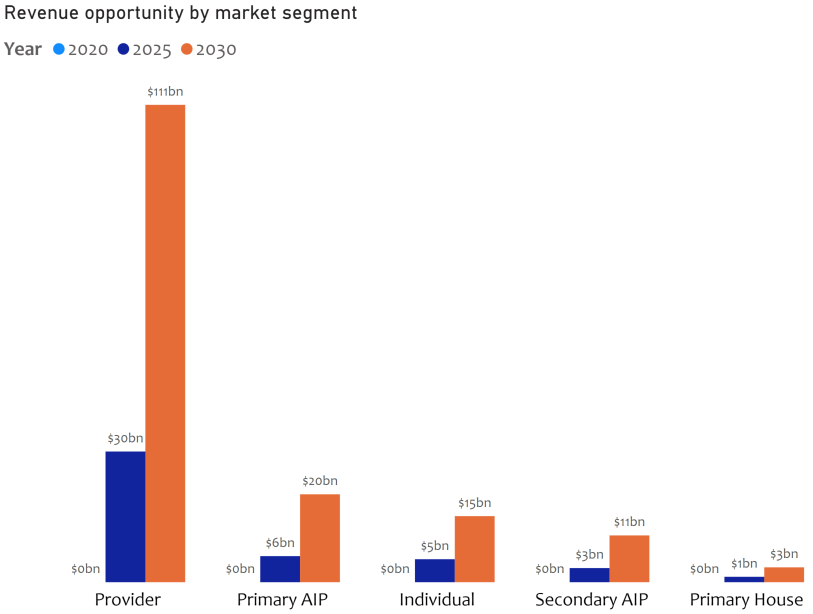 Revenue opportunity by market segment
Year 2020 2025 2030
$111bn
$30bn
$20bn
$15bn
$11bn
$6bn
$5bn
$3bn
$3bn
$1bn
$0bn
$0bn
$0bn
$0bn
$0bn
Provider Primary AIP Individual Secondary AIP Primary House